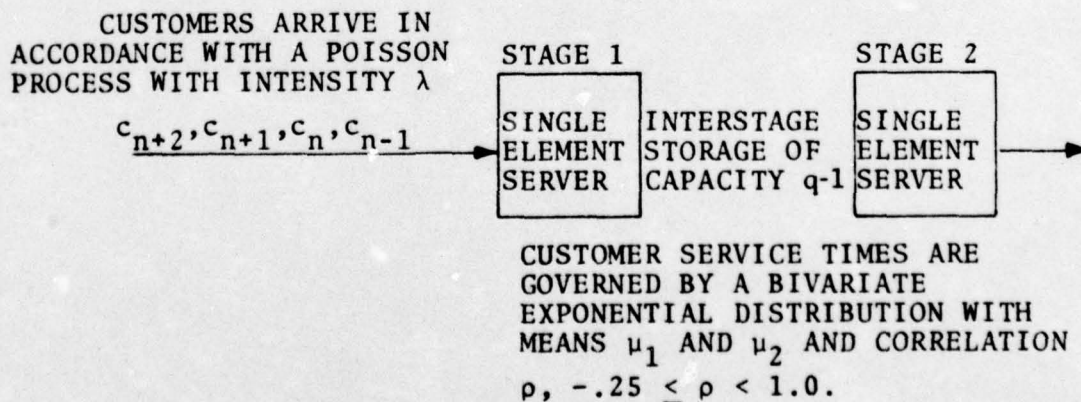 CUSTOMERS ARRIVE IN
ACCORDANCE WITH A POISSON
PROCESS WITH INTENSITY λ
c_{n+2}, c_{n+1}, c_n, c_{n-1}
STAGE 1
SINGLE
ELEMENT
SERVER
INTERSTAGE
STORAGE OF
CAPACITY q-1
STAGE 2
SINGLE
ELEMENT
SERVER
CUSTOMER SERVICE TIMES ARE
GOVERNED BY A BIVARIATE
EXPONENTIAL DISTRIBUTION WITH
MEANS μ₁ AND μ₂ AND CORRELATION
ρ, -.25 ≤ ρ < 1.0.